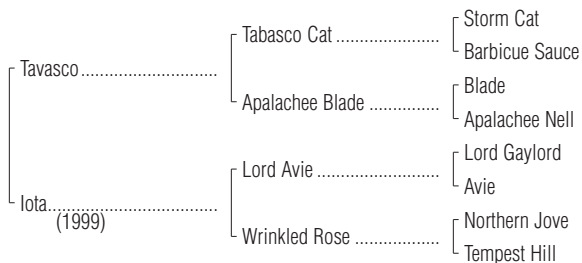 Storm Cat
Tabasco Cat ......................
Barbicue Sauce
Tavasco.............................
Blade
Apalachee Blade ...............
Apalachee Nell
Lord Gaylord
Lord Avie ..........................
Avie
Iota....................................
(1999)
Northern Jove
Wrinkled Rose ..................
Tempest Hill